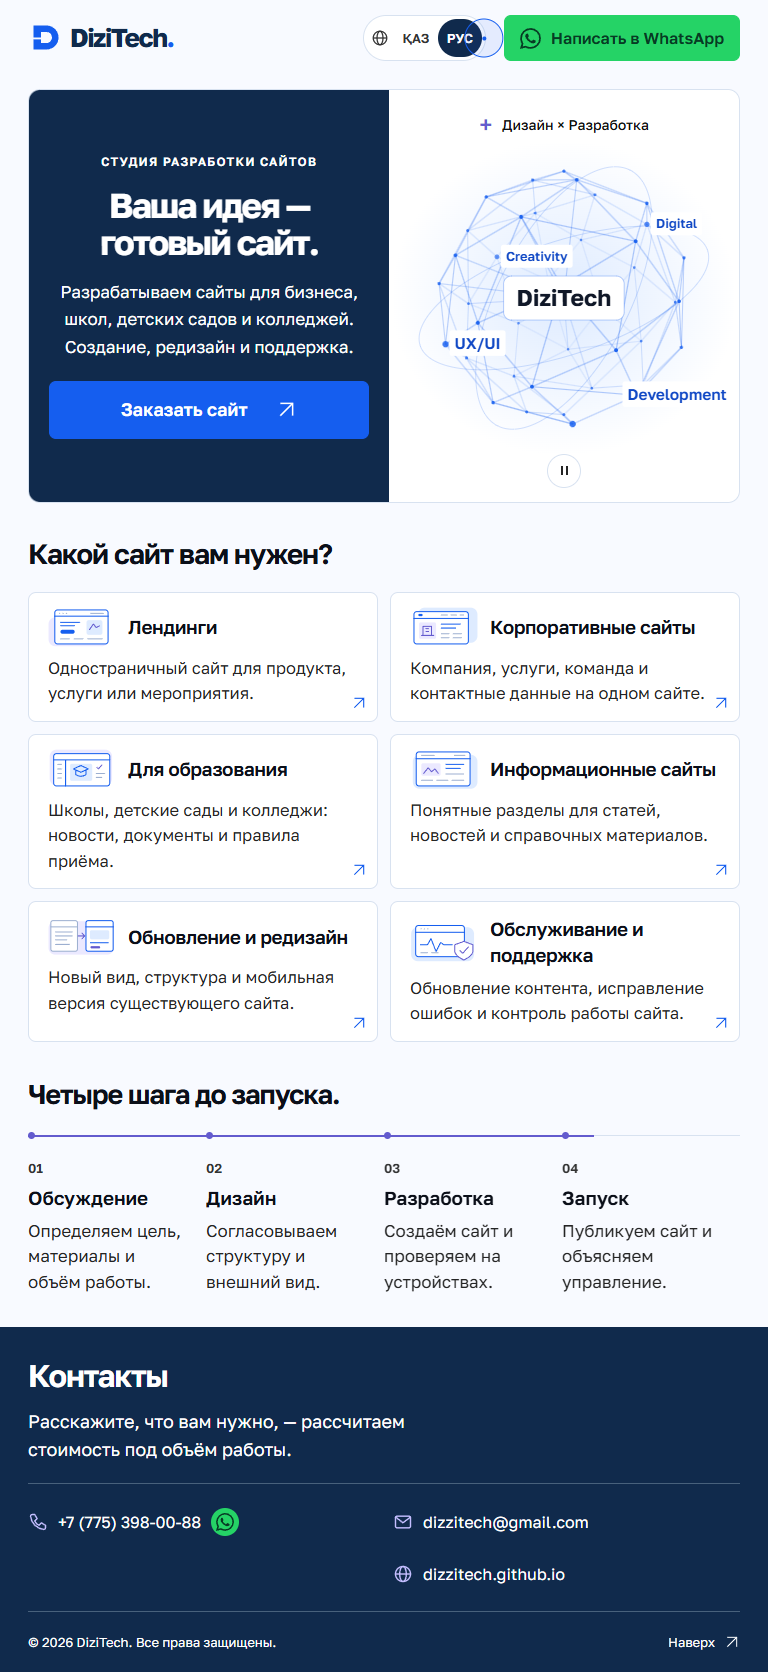 DiziTech.
ҚАЗ
РУС
Написать в WhatsApp
СТУДИЯ РАЗРАБОТКИ САЙТОВ
Ваша идея —
готовый сайт.
Разрабатываем сайты для бизнеса,
школ, детских садов и колледжей.
Создание, редизайн и поддержка.
Заказать сайт
Дизайн × Разработка
Digital
Creativity
DiziTech
UX/UI
Development
Какой сайт вам нужен?
Лендинги
Одностраничный сайт для продукта,
услуги или мероприятия.
Корпоративные сайты
Компания, услуги, команда и
контактные данные на одном сайте.
Для образования
Школы, детские сады и колледжи:
новости, документы и правила
приёма.
Информационные сайты
Понятные разделы для статей,
новостей и справочных материалов.
Обновление и редизайн
Новый вид, структура и мобильная
версия существующего сайта.
Обслуживание и
поддержка
Обновление контента, исправление
ошибок и контроль работы сайта.
Четыре шага до запуска.
01
Обсуждение
Определяем цель,
материалы и
объём работы.
02
Дизайн
Согласовываем
структуру и
внешний вид.
03
Разработка
Создаём сайт и
проверяем на
устройствах.
04
Запуск
Публикуем сайт и
объясняем
управление.
Контакты
Расскажите, что вам нужно, — рассчитаем
стоимость под объём работы.
+7 (775) 398-00-88
dizzitech@gmail.com
dizzitech.github.io
© 2026 DiziTech. Все права защищены.
Наверх